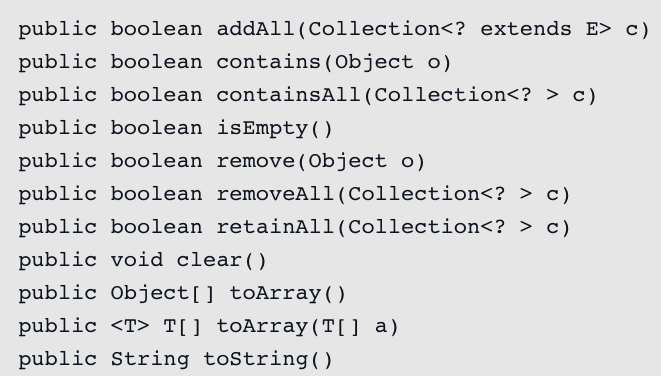 public boolean addAll(Collection<? extends E> c)
public boolean contains(Object o)
public boolean containsAll(Collection<? > c)
public boolean isEmpty()
public boolean remove(Object o)
public boolean removeAll(Collection<? > c)
public boolean retainAll(Collection<? > c)
public void clear()
public Object[] toArray()
public <T> T[] toArray(T[] a)
public String toString()